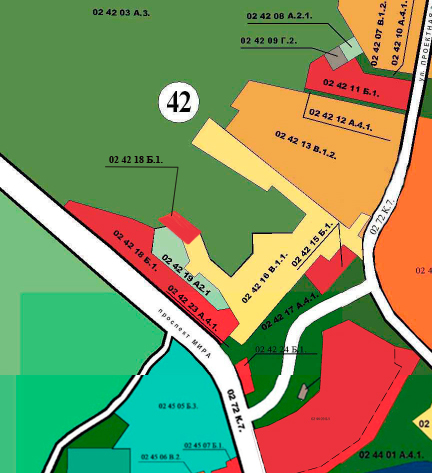 02 42 03 А.3.
02 42 08 А.2.1.
02 42 09 Г.2.
02 42 07 В.1.2.
02 42 10 А.4.1.
УЛ. ПРОЕКТНАЯ
02 42 11 Б.1.
42
02 42 12 А.4.1.
02 42 13 В.1.2.
02 42 18 Б.1.
02 72 К.7.
02 42 15 Б.1.
02 42 18 Б.1.
02 42 19 А2.1
02 42 16 В.1.1.
02 4
02 42 23 А.4.1.
02 42 17 А.4.1.
проспект МИРА
02 42 24 Б.1.
02 72 К.7.
02 45 05 Б.3.
02
02 45 07 Б.1.
02 45 06 В.2.
02 44 01 А.4.1.